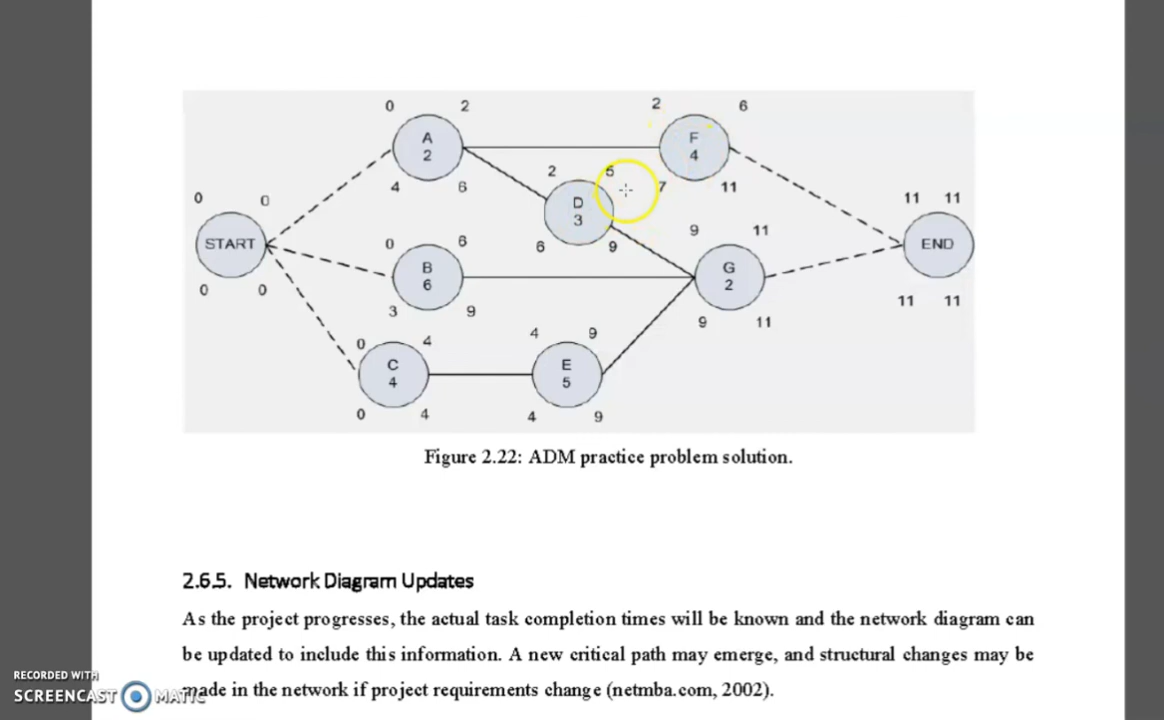 0 2 2 6
A F
2 4
2 5
4 6 7 11
D
3
0 0 11 11
START END
0 6 9 11
6 9
B G
6 2
0 0 11 11
3 9 9 11
0 4 4 9
C E
4 5
0 4 4 9
Figure 2.22: ADM practice problem solution.
2.6.5. Network Diagram Updates
As the project progresses, the actual task completion times will be known and the network diagram can
be updated to include this information. A new critical path may emerge, and structural changes may be
RECORDED WITH
made in the network if project requirements change (netmba.com, 2002).
SCREENCAST MATIC